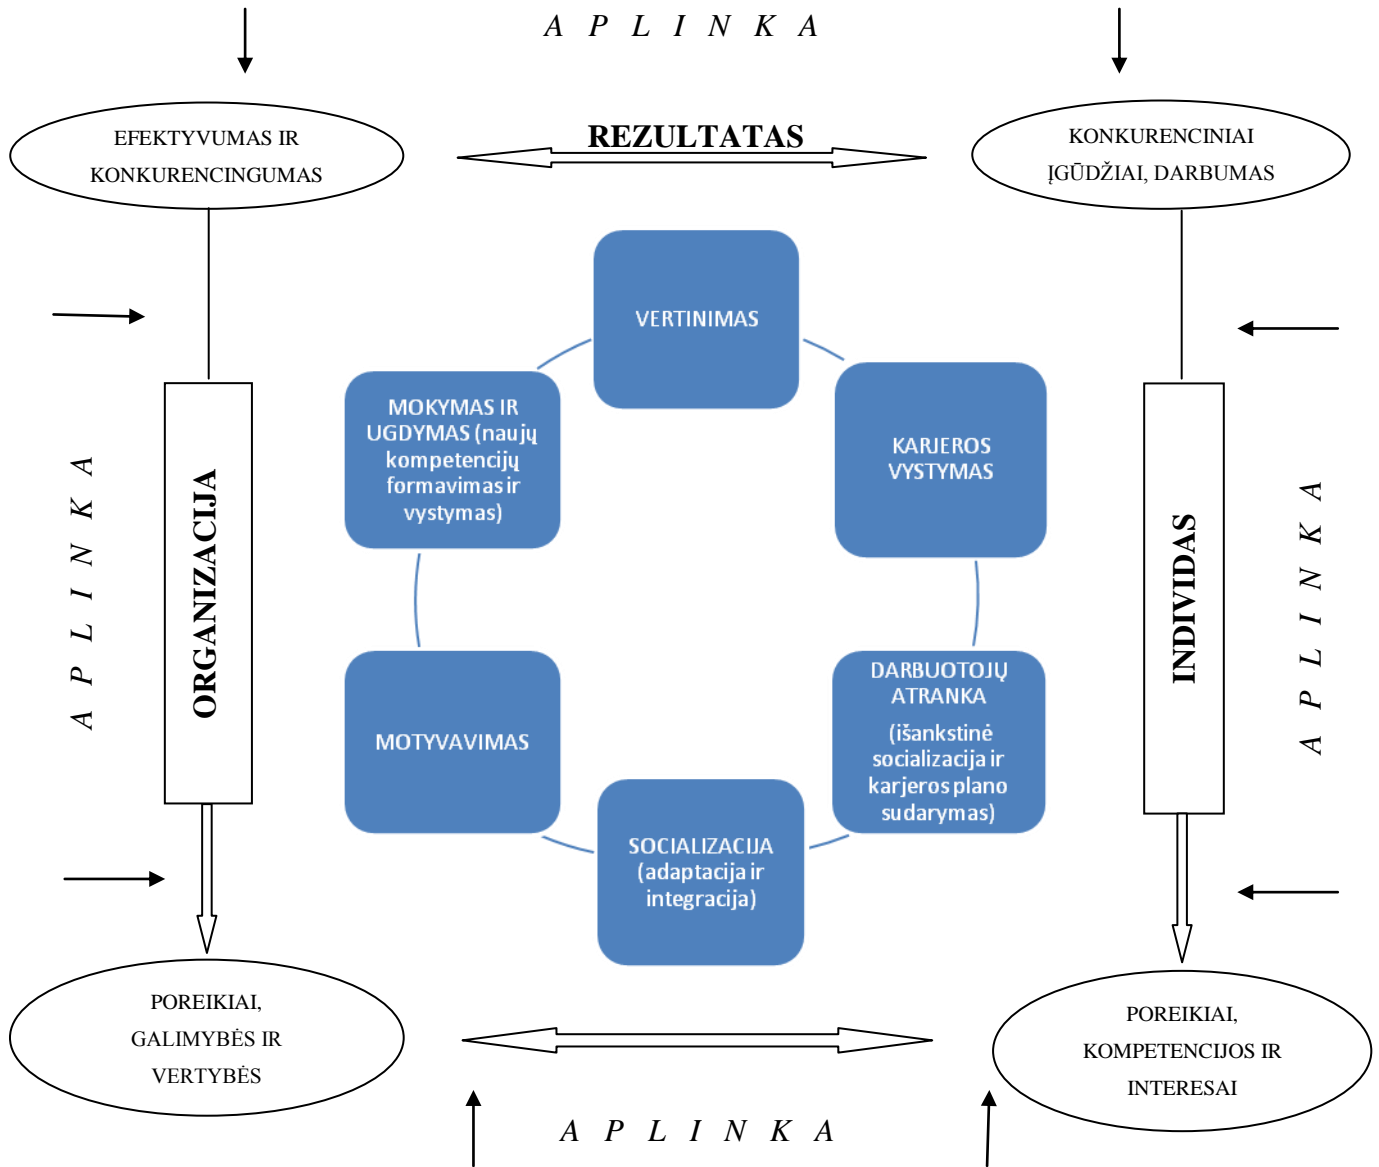 A P L I N K A
REZULTATAS
EFEKTYVUMAS IR
KONKURENCINGUMAS
KONKURENCINIAI
ĮGŪDŽIAI, DARBUMAS
VERTINIMAS
MOKYMAS IR
UGDYMAS (naujų
kompetencijų
formavimas ir
vystymas)
KARJEROS
VYSTYMAS
A P L I N K A
ORGANIZACIJA
INDIVIDAS
A P L I N K A
MOTYVAVIMAS
DARBUOTOJŲ
ATRANKA
(išankstinė
socializacija ir
karjeros plano
sudarymas)
SOCIALIZACIJA
(adaptacija ir
integracija)
POREIKIAI,
GALIMYBĖS IR
VERTYBĖS
POREIKIAI,
KOMPETENCIJOS IR
INTERESAI
A P L I N K A